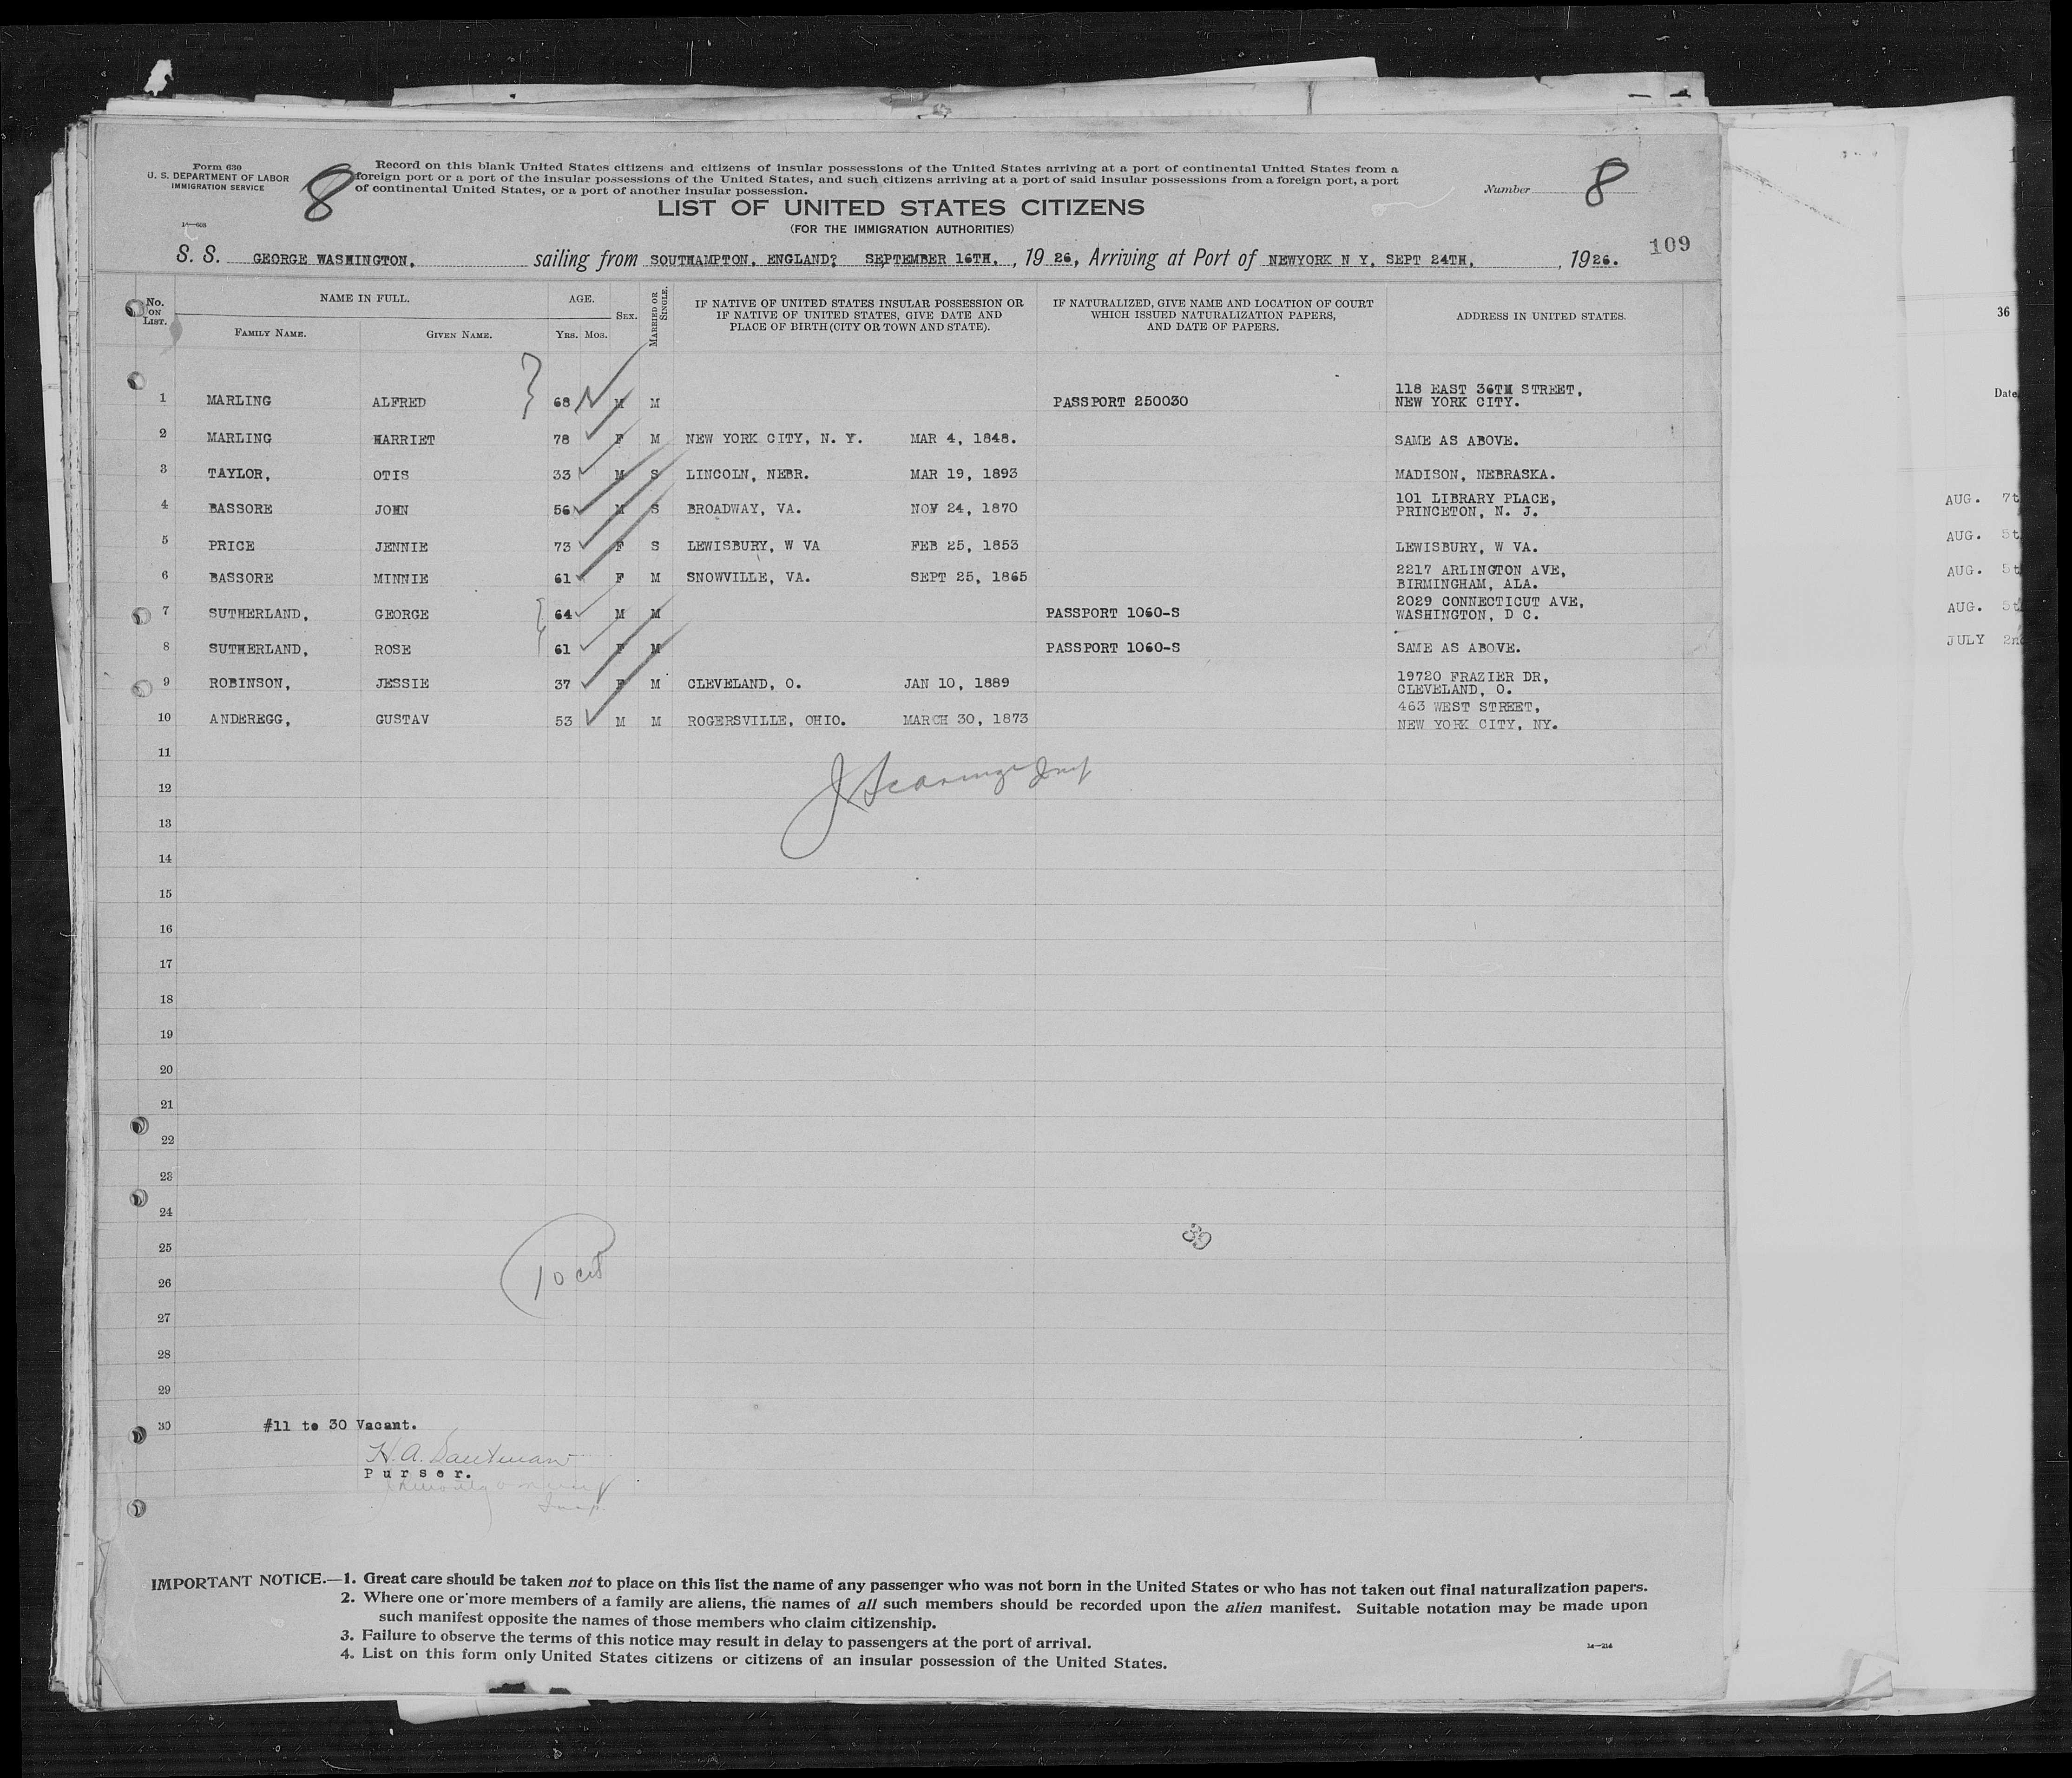 Form 630
U. S. DEPARTMENT OF LABOR
IMMIGRATION SERVICE
8
Record on this blank United States citizens and citizens of insular possessions of the United States arriving at a port of continental United States from a
foreign port or a port of the insular possessions of the United States, and such citizens arriving at a port of said insular possessions from a foreign port, a port
of continental United States, or a port of another insular possession.
Number 8
LIST OF UNITED STATES CITIZENS
(FOR THE IMMIGRATION AUTHORITIES)
109
S. S. GEORGE WASHINGTON, sailing from SOUTHAMPTON, ENGLAND? SEPTEMBER 16TH, , 19 26, Arriving at Port of NEWYORK N Y, SEPT 24TH, , 1926.
No. ON LIST. NAME IN FULL. AGE. SEX. MARRIED OR SINGLE. IF NATIVE OF UNITED STATES INSULAR POSSESSION OR IF NATIVE OF UNITED STATES, GIVE DATE AND PLACE OF BIRTH (CITY OR TOWN AND STATE). IF NATURALIZED, GIVE NAME AND LOCATION OF COURT WHICH ISSUED NATURALIZATION PAPERS, AND DATE OF PAPERS. ADDRESS IN UNITED STATES.
FAMILY NAME. GIVEN NAME. YRS. MOS.
1 MARLING ALFRED 68 M M PASSPORT 250030 118 EAST 36TH STREET, NEW YORK CITY.
2 MARLING HARRIET 78 F M NEW YORK CITY, N. Y. MAR 4, 1848. SAME AS ABOVE.
3 TAYLOR, OTIS 33 M S LINCOLN, NEBR. MAR 19, 1893 MADISON, NEBRASKA.
4 BASSORE JOHN 56 M S BROADWAY, VA. NOV 24, 1870 101 LIBRARY PLACE, PRINCETON, N. J.
5 PRICE JENNIE 73 F S LEWISBURY, W VA FEB 25, 1853 LEWISBURY, W VA.
6 BASSORE MINNIE 61 F M SNOWVILLE, VA. SEPT 25, 1865 2217 ARLINGTON AVE, BIRMINGHAM, ALA.
7 SUTHERLAND, GEORGE 64 M M PASSPORT 1060-S 2029 CONNECTICUT AVE, WASHINGTON, D C.
8 SUTHERLAND, ROSE 61 F M PASSPORT 1060-S SAME AS ABOVE.
9 ROBINSON, JESSIE 37 F M CLEVELAND, O. JAN 10, 1889 19720 FRAZIER DR, CLEVELAND, O.
10 ANDEREGG, GUSTAV 53 M M ROGERSVILLE, OHIO. MARCH 30, 1873 463 WEST STREET, NEW YORK CITY, NY.
11
12
13
14
15
16
17
18
19
20
21
22
23
24
25
26
27
28
29
30 #11 to 30 Vacant.
10 cit
39
H. A.
Purser.
Insp.
IMPORTANT NOTICE.—1. Great care should be taken not to place on this list the name of any passenger who was not born in the United States or who has not taken out final naturalization papers.
2. Where one or more members of a family are aliens, the names of all such members should be recorded upon the alien manifest. Suitable notation may be made upon
such manifest opposite the names of those members who claim citizenship.
3. Failure to observe the terms of this notice may result in delay to passengers at the port of arrival.
4. List on this form only United States citizens or citizens of an insular possession of the United States.
36
Date
AUG. 7t
AUG. 5t
AUG. 5t
AUG. 5t
JULY 2n